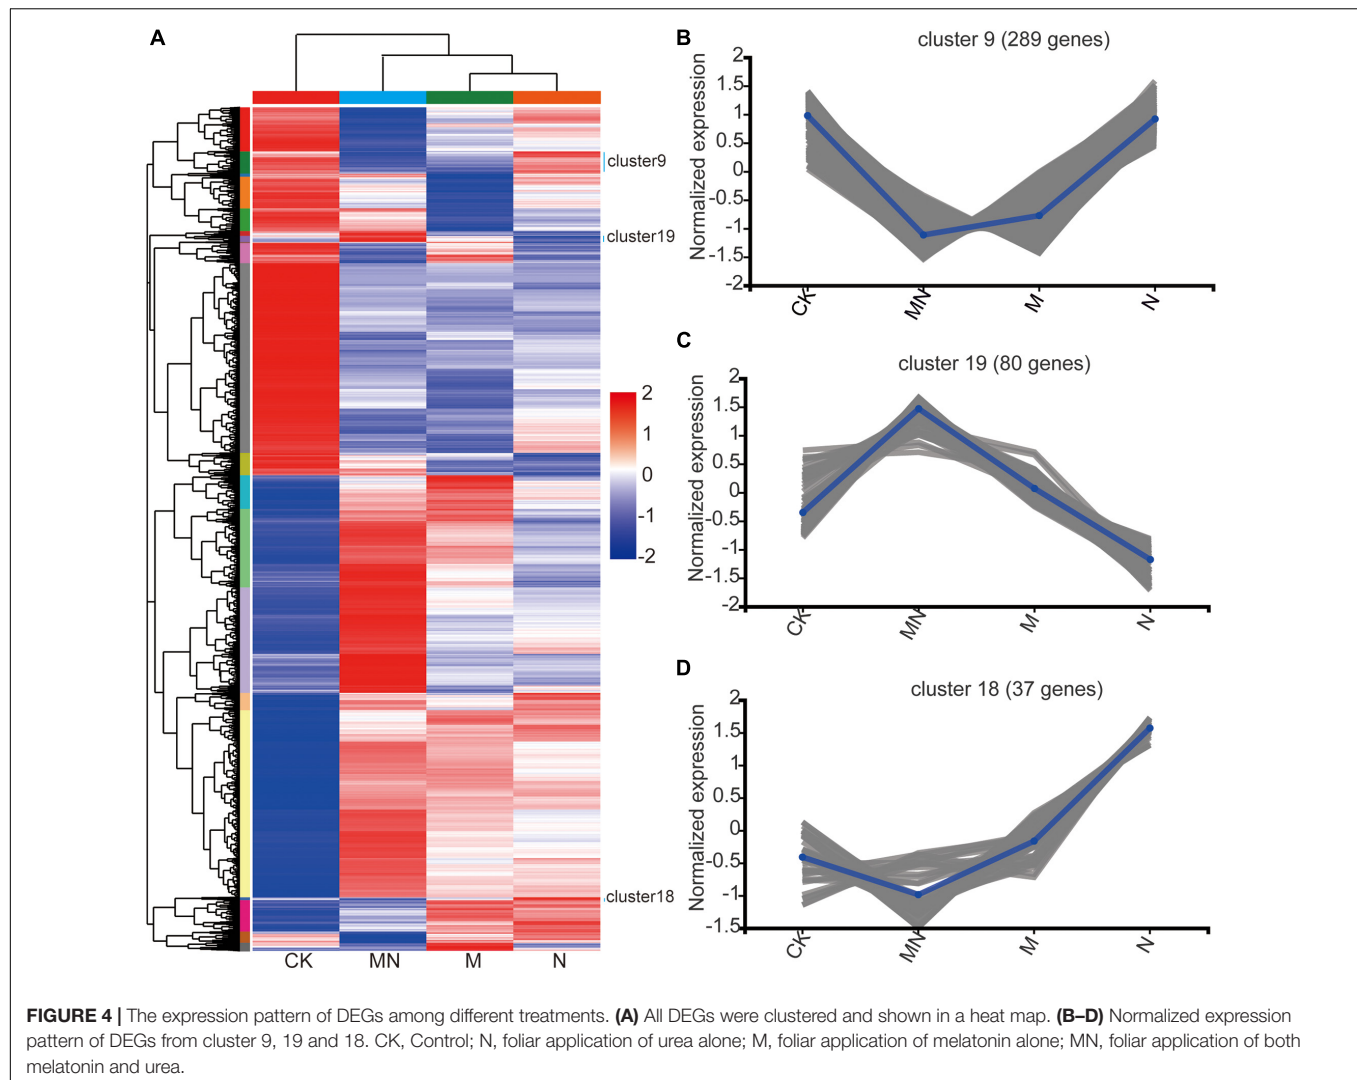 A
cluster9
cluster19
cluster18
2
1
0
-1
-2
CK MN M N
B
cluster 9 (289 genes)
Normalized expression
2
1.5
1
0.5
0
-0.5
-1
-1.5
-2
CK MN M N
C
cluster 19 (80 genes)
Normalized expression
2
1.5
1
0.5
0
-0.5
-1
-1.5
-2
CK MN M N
D
cluster 18 (37 genes)
Normalized expression
2
1.5
1
0.5
0
-0.5
-1
-1.5
CK MN M N
FIGURE 4 | The expression pattern of DEGs among different treatments. (A) All DEGs were clustered and shown in a heat map. (B–D) Normalized expression
pattern of DEGs from cluster 9, 19 and 18. CK, Control; N, foliar application of urea alone; M, foliar application of melatonin alone; MN, foliar application of both
melatonin and urea.